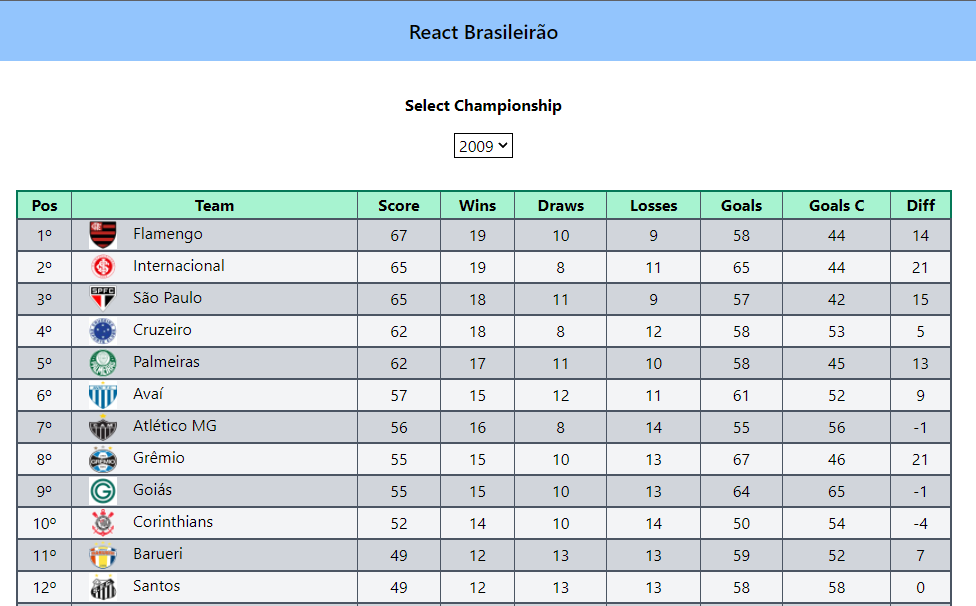 React Brasileirão
Select Championship
2009
Pos Team Score Wins Draws Losses Goals Goals C Diff
1º Flamengo 67 19 10 9 58 44 14
2º Internacional 65 19 8 11 65 44 21
SPFC
3º São Paulo 65 18 11 9 57 42 15
4º Cruzeiro 62 18 8 12 58 53 5
5º Palmeiras 62 17 11 10 58 45 13
6º Avaí 57 15 12 11 61 52 9
7º Atlético MG 56 16 8 14 55 56 -1
8º Grêmio 55 15 10 13 67 46 21
9º Goiás 55 15 10 13 64 65 -1
10º Corinthians 52 14 10 14 50 54 -4
11º Barueri 49 12 13 13 59 52 7
12º Santos 49 12 13 13 58 58 0